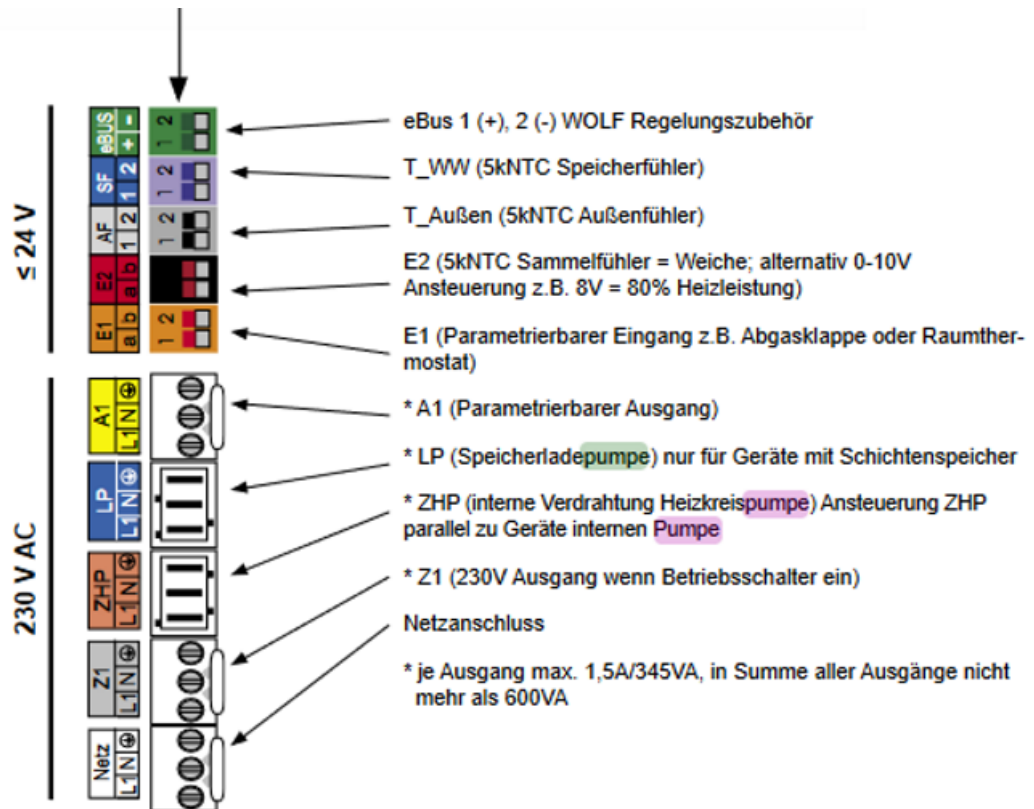 ≤ 24 V
eBUS
+ -
1 2
eBus 1 (+), 2 (-) WOLF Regelungszubehör
SF
1 2
1 2
T_WW (5kNTC Speicherfühler)
AF
1 2
1 2
T_Außen (5kNTC Außenfühler)
E2
a b
E2 (5kNTC Sammelfühler = Weiche; alternativ 0-10V
Ansteuerung z.B. 8V = 80% Heizleistung)
E1
a b
1 2
E1 (Parametrierbarer Eingang z.B. Abgasklappe oder Raumther-
mostat)
230 V AC
A1
L1 N
* A1 (Parametrierbarer Ausgang)
LP
L1 N
* LP (Speicherladepumpe) nur für Geräte mit Schichtenspeicher
ZHP
L1 N
* ZHP (interne Verdrahtung Heizkreispumpe) Ansteuerung ZHP
parallel zu Geräte internen Pumpe
Z1
L1 N
* Z1 (230V Ausgang wenn Betriebsschalter ein)
Netz
L1 N
Netzanschluss
* je Ausgang max. 1,5A/345VA, in Summe aller Ausgänge nicht
mehr als 600VA